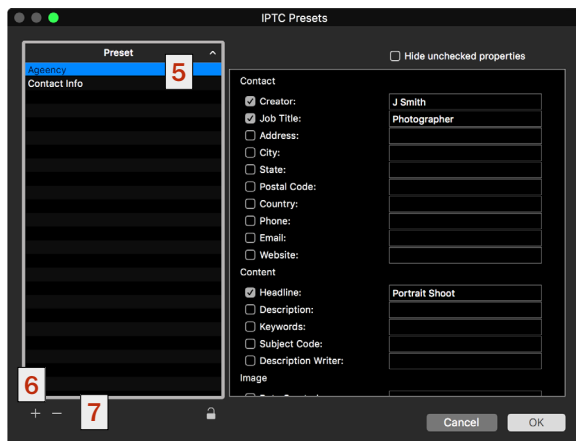 IPTC Presets
Preset
5
Hide unchecked properties
Ageency
Contact Info
Contact
Creator: J Smith
Job Title: Photographer
Address:
City:
State:
Postal Code:
Country:
Phone:
Email:
Website:
Content
Headline: Portrait Shoot
Description:
Keywords:
Subject Code:
Description Writer:
Image
6
+ −
7
Cancel
OK